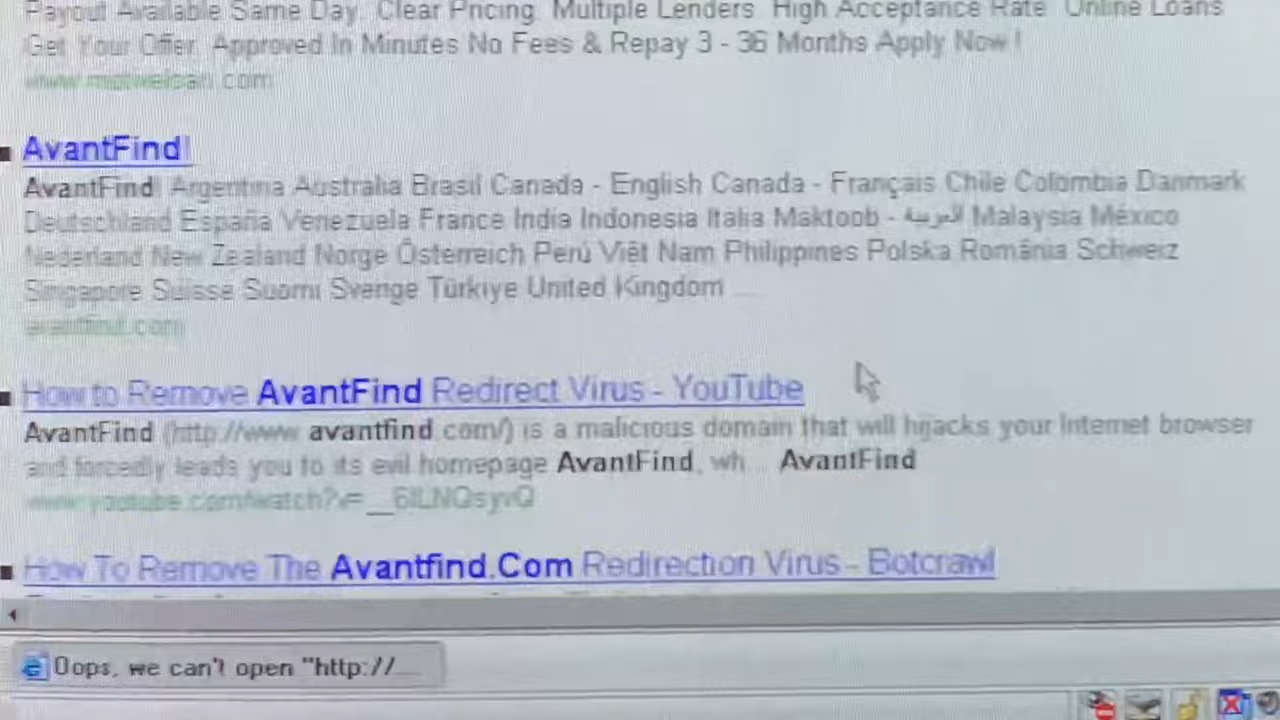 Payout Available Same Day. Clear Pricing. Multiple Lenders. High Acceptance Rate. Online Loans
Get Your Offer. Approved In Minutes No Fees & Repay 3 - 36 Months Apply Now !
AvantFind!
AvantFind! Argentina Australia Brasil Canada - English Canada - Français Chile Colombia Danmark
Deutschland España Venezuela France India Indonesia Italia Maktoob - العربية Malaysia México
Nederland New Zealand Norge Österreich Perú Việt Nam Philippines Polska România Schweiz
Singapore Suisse Suomi Sverige Türkiye United Kingdom ...
avantfind.com
How to Remove AvantFind Redirect Virus - YouTube
AvantFind (http://www.avantfind.com/) is a malicious domain that will hijacks your Internet browser
and forcedly leads you to its evil homepage AvantFind, wh... AvantFind
How To Remove The Avantfind.Com Redirection Virus - Botcrawl
Oops, we can't open "http://...